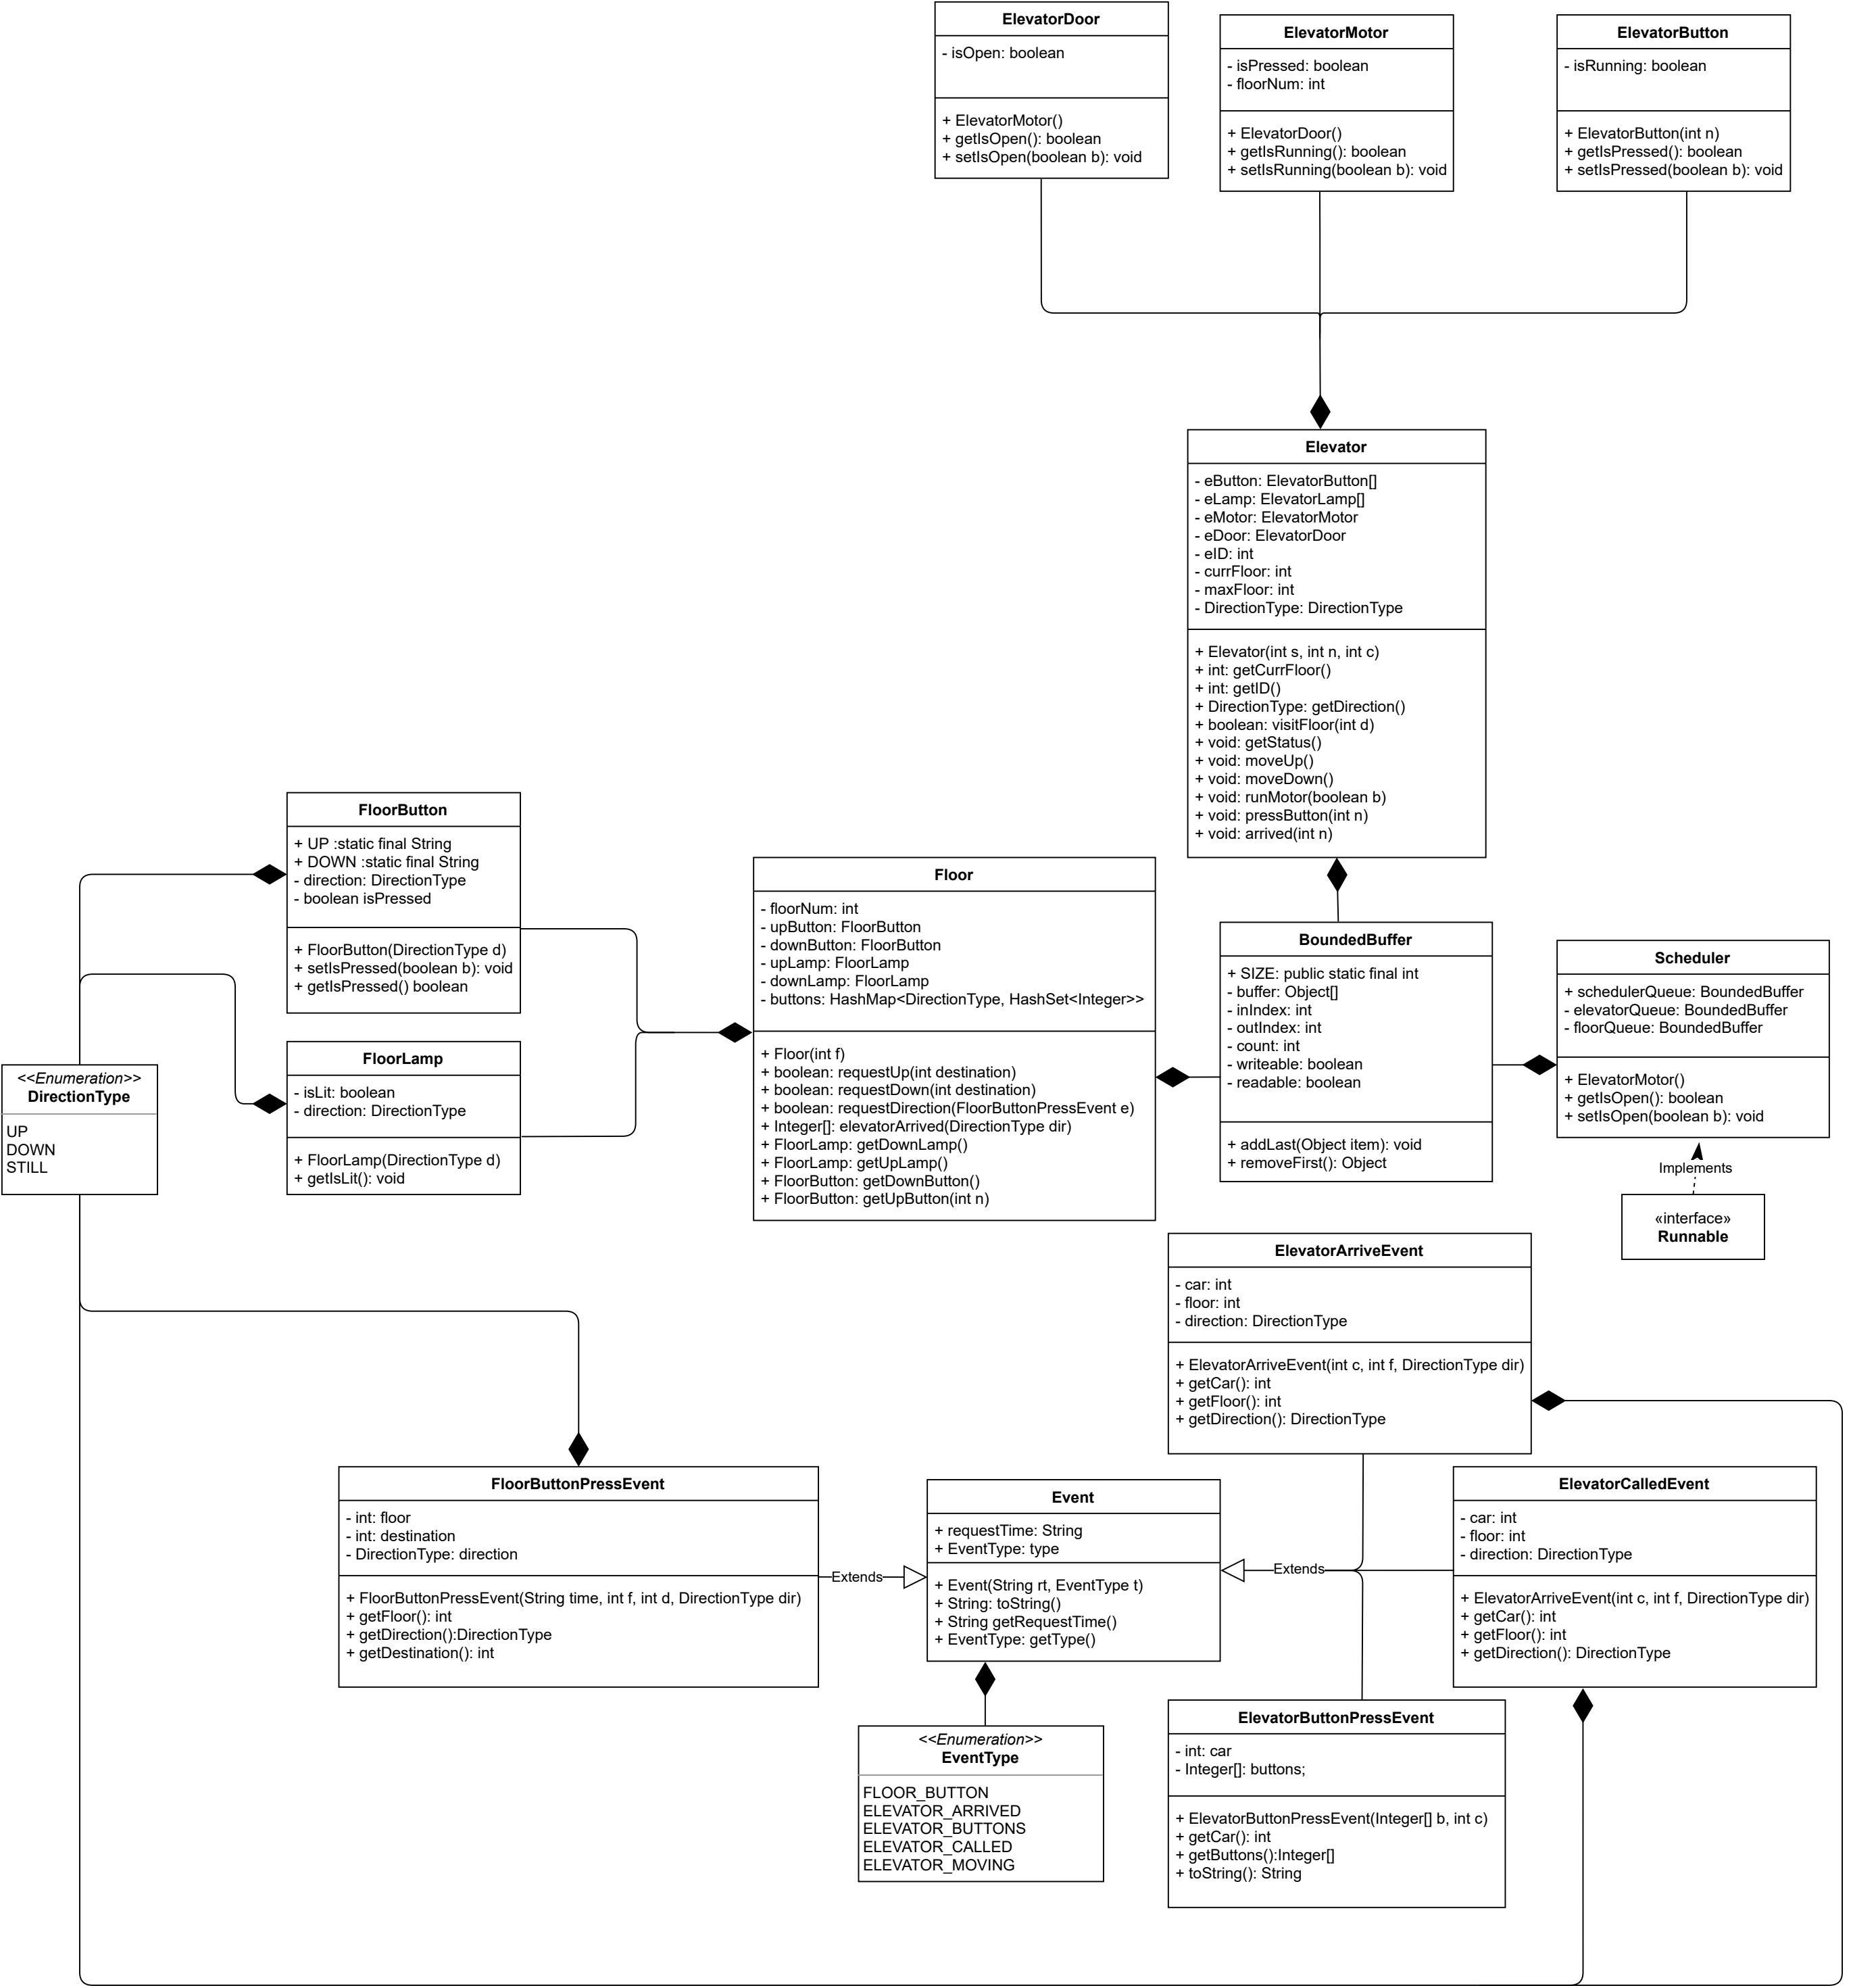 ElevatorDoor
- isOpen: boolean
+ ElevatorMotor()
+ getIsOpen(): boolean
+ setIsOpen(boolean b): void
ElevatorMotor
- isPressed: boolean
- floorNum: int
+ ElevatorDoor()
+ getIsRunning(): boolean
+ setIsRunning(boolean b): void
ElevatorButton
- isRunning: boolean
+ ElevatorButton(int n)
+ getIsPressed(): boolean
+ setIsPressed(boolean b): void
Elevator
- eButton: ElevatorButton[]
- eLamp: ElevatorLamp[]
- eMotor: ElevatorMotor
- eDoor: ElevatorDoor
- eID: int
- currFloor: int
- maxFloor: int
- DirectionType: DirectionType
+ Elevator(int s, int n, int c)
+ int: getCurrFloor()
+ int: getID()
+ DirectionType: getDirection()
+ boolean: visitFloor(int d)
+ void: getStatus()
+ void: moveUp()
+ void: moveDown()
+ void: runMotor(boolean b)
+ void: pressButton(int n)
+ void: arrived(int n)
FloorButton
+ UP :static final String
+ DOWN :static final String
- direction: DirectionType
- boolean isPressed
+ FloorButton(DirectionType d)
+ setIsPressed(boolean b): void
+ getIsPressed() boolean
FloorLamp
- isLit: boolean
- direction: DirectionType
+ FloorLamp(DirectionType d)
+ getIsLit(): void
<<Enumeration>>
DirectionType
UP
DOWN
STILL
Floor
- floorNum: int
- upButton: FloorButton
- downButton: FloorButton
- upLamp: FloorLamp
- downLamp: FloorLamp
- buttons: HashMap<DirectionType, HashSet<Integer>>
+ Floor(int f)
+ boolean: requestUp(int destination)
+ boolean: requestDown(int destination)
+ boolean: requestDirection(FloorButtonPressEvent e)
+ Integer[]: elevatorArrived(DirectionType dir)
+ FloorLamp: getDownLamp()
+ FloorLamp: getUpLamp()
+ FloorButton: getDownButton()
+ FloorButton: getUpButton(int n)
BoundedBuffer
+ SIZE: public static final int
- buffer: Object[]
- inIndex: int
- outIndex: int
- count: int
- writeable: boolean
- readable: boolean
+ addLast(Object item): void
+ removeFirst(): Object
Scheduler
+ schedulerQueue: BoundedBuffer
- elevatorQueue: BoundedBuffer
- floorQueue: BoundedBuffer
+ ElevatorMotor()
+ getIsOpen(): boolean
+ setIsOpen(boolean b): void
Implements
«interface»
Runnable
ElevatorArriveEvent
- car: int
- floor: int
- direction: DirectionType
+ ElevatorArriveEvent(int c, int f, DirectionType dir)
+ getCar(): int
+ getFloor(): int
+ getDirection(): DirectionType
FloorButtonPressEvent
- int: floor
- int: destination
- DirectionType: direction
+ FloorButtonPressEvent(String time, int f, int d, DirectionType dir)
+ getFloor(): int
+ getDirection():DirectionType
+ getDestination(): int
Extends
Event
+ requestTime: String
+ EventType: type
+ Event(String rt, EventType t)
+ String: toString()
+ String getRequestTime()
+ EventType: getType()
Extends
ElevatorCalledEvent
- car: int
- floor: int
- direction: DirectionType
+ ElevatorArriveEvent(int c, int f, DirectionType dir)
+ getCar(): int
+ getFloor(): int
+ getDirection(): DirectionType
<<Enumeration>>
EventType
FLOOR_BUTTON
ELEVATOR_ARRIVED
ELEVATOR_BUTTONS
ELEVATOR_CALLED
ELEVATOR_MOVING
ElevatorButtonPressEvent
- int: car
- Integer[]: buttons;
+ ElevatorButtonPressEvent(Integer[] b, int c)
+ getCar(): int
+ getButtons():Integer[]
+ toString(): String